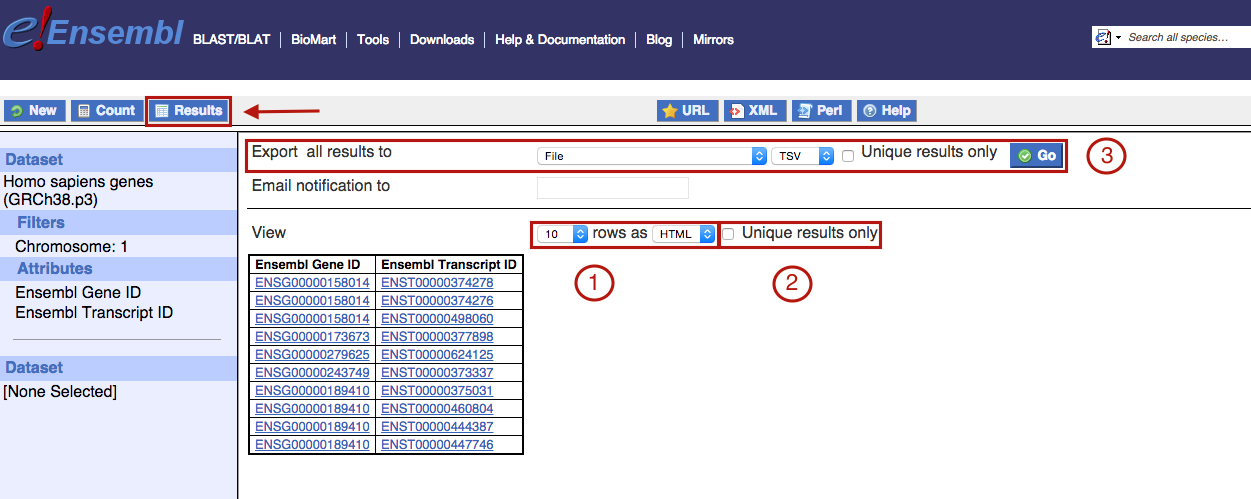 e!Ensembl
BLAST/BLAT | BioMart | Tools | Downloads | Help & Documentation | Blog | Mirrors
Search all species...
New Count Results URL XML Perl Help
Dataset
Homo sapiens genes
(GRCh38.p3)
Filters
Chromosome: 1
Attributes
Ensembl Gene ID
Ensembl Transcript ID
Dataset
[None Selected]
Export all results to File TSV Unique results only Go 3
Email notification to
View 10 rows as HTML Unique results only
1 2
Ensembl Gene ID Ensembl Transcript ID
ENSG00000158014 ENST00000374278
ENSG00000158014 ENST00000374276
ENSG00000158014 ENST00000498060
ENSG00000173673 ENST00000377898
ENSG00000279625 ENST00000624125
ENSG00000243749 ENST00000373337
ENSG00000189410 ENST00000375031
ENSG00000189410 ENST00000460804
ENSG00000189410 ENST00000444387
ENSG00000189410 ENST00000447746